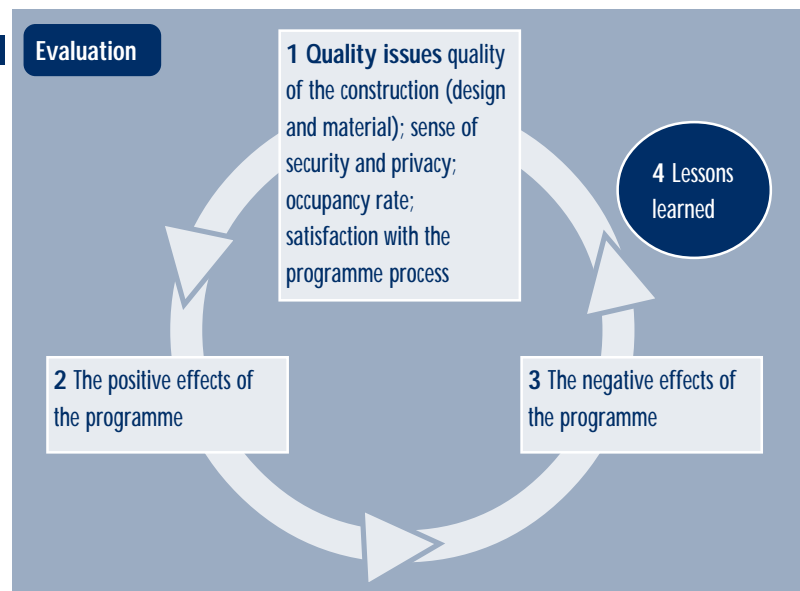 Evaluation
1 Quality issues quality
of the construction (design
and material); sense of
security and privacy;
occupancy rate;
satisfaction with the
programme process
4 Lessons
learned
2 The positive effects of
the programme
3 The negative effects of
the programme